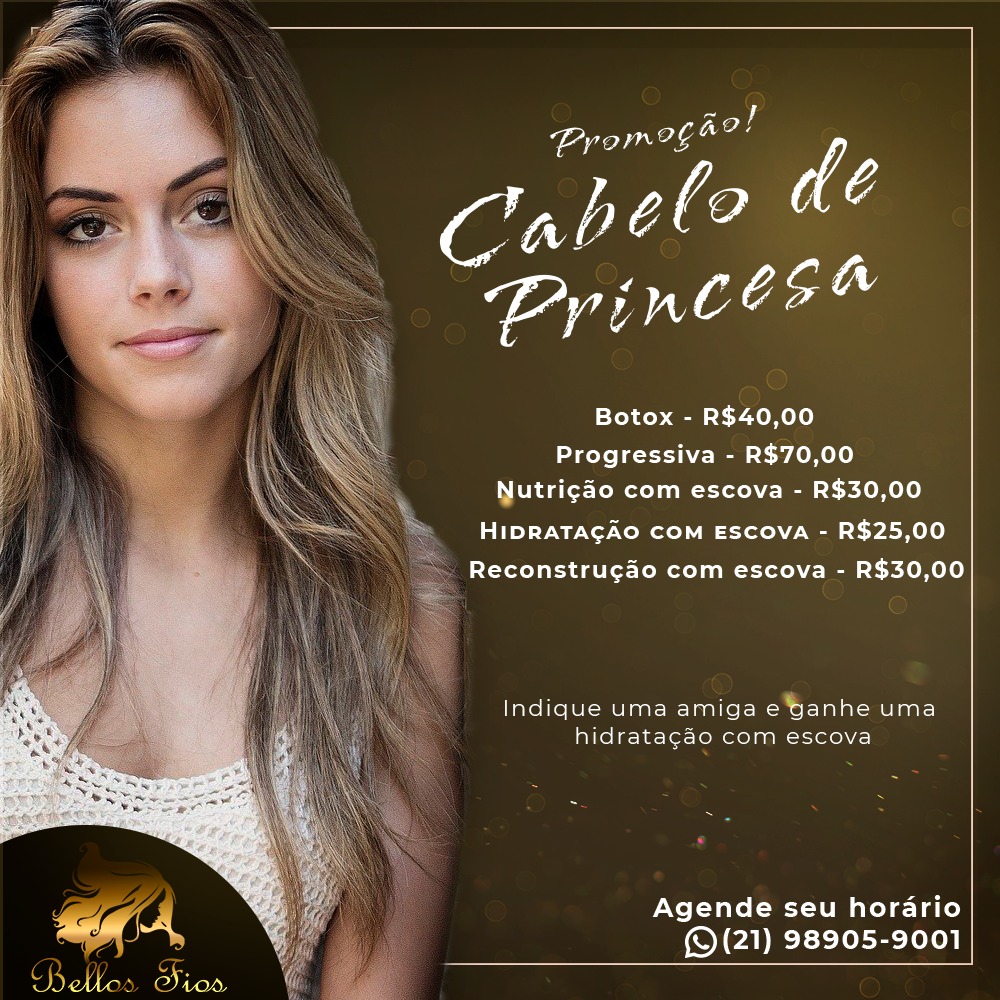 Promoção!
Cabelo de
Princesa
Botox - R$40,00
Progressiva - R$70,00
Nutrição com escova - R$30,00
Hidratação com escova - R$25,00
Reconstrução com escova - R$30,00
Indique uma amiga e ganhe uma
hidratação com escova
Agende seu horário
(21) 98905-9001
Bellos Fios